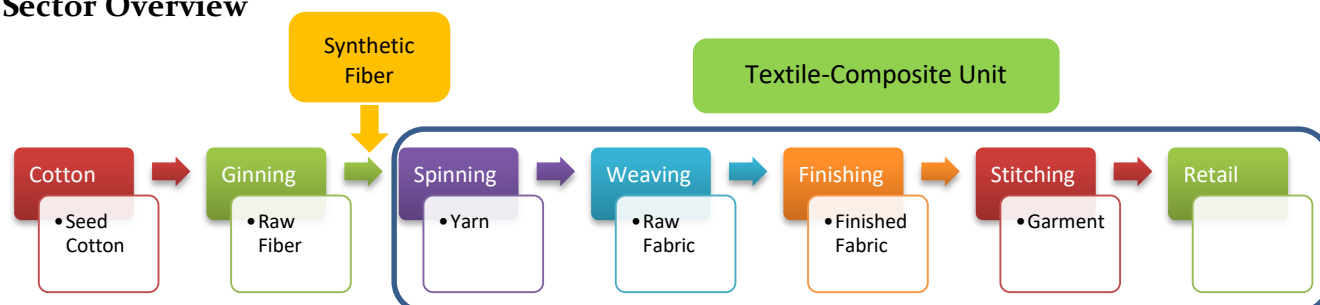 Sector Overview
Synthetic
Fiber
Textile-Composite Unit
Cotton
•Seed
Cotton
Ginning
•Raw
Fiber
Spinning
•Yarn
Weaving
•Raw
Fabric
Finishing
•Finished
Fabric
Stitching
•Garment
Retail